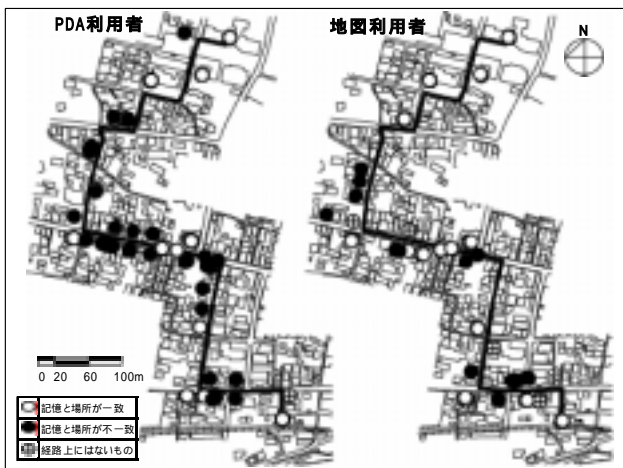 PDA利用者
地図利用者
N
0 20 60 100m
記憶と場所が一致
記憶と場所が不一致
経路上にはないもの